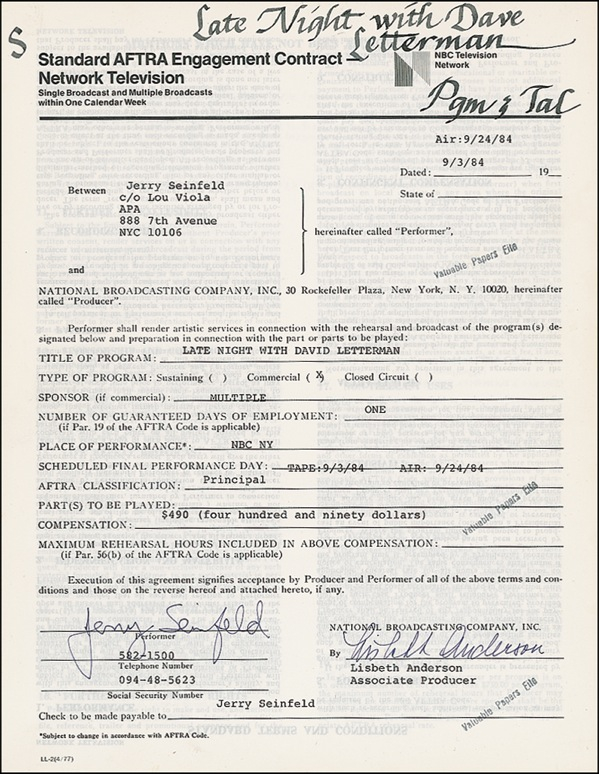 Late Night with Dave
Letterman
S
Standard AFTRA Engagement Contract
Network Television
Single Broadcast and Multiple Broadcasts
within One Calendar Week
NBC Television
Network
Pgm & Tal
Air:9/24/84
9/3/84
Dated: 19
State of
Between Jerry Seinfeld
c/o Lou Viola
APA
888 7th Avenue
NYC 10106
hereinafter called "Performer",
Valuable Papers File
and
NATIONAL BROADCASTING COMPANY, INC., 30 Rockefeller Plaza, New York, N. Y. 10020, hereinafter
called "Producer".
Performer shall render artistic services in connection with the rehearsal and broadcast of the program(s) de-
signated below and preparation in connection with the part or parts to be played:
TITLE OF PROGRAM: LATE NIGHT WITH DAVID LETTERMAN
TYPE OF PROGRAM: Sustaining ( ) Commercial ( X) Closed Circuit ( )
SPONSOR (if commercial): MULTIPLE
NUMBER OF GUARANTEED DAYS OF EMPLOYMENT: ONE
(if Par. 19 of the AFTRA Code is applicable)
PLACE OF PERFORMANCE*: NBC NY
SCHEDULED FINAL PERFORMANCE DAY: TAPE:9/3/84 AIR: 9/24/84
AFTRA CLASSIFICATION: Principal
PART(S) TO BE PLAYED:
$490 (four hundred and ninety dollars)
COMPENSATION:
Valuable Papers File
MAXIMUM REHEARSAL HOURS INCLUDED IN ABOVE COMPENSATION:
(if Par. 56(b) of the AFTRA Code is applicable)
Execution of this agreement signifies acceptance by Producer and Performer of all of the above terms and con-
ditions and those on the reverse hereof and attached hereto, if any.
Jerry Seinfeld
Performer
582-1500
Telephone Number
[Social Security number redacted]
Social Security Number
NATIONAL BROADCASTING COMPANY, INC.
By Lisbeth Anderson
Lisbeth Anderson
Associate Producer
Valuable Papers File
Jerry Seinfeld
Check to be made payable to
STANDARD TERMS AND CONDITIONS
*Subject to change in accordance with AFTRA Code.
LL-2(4/77)